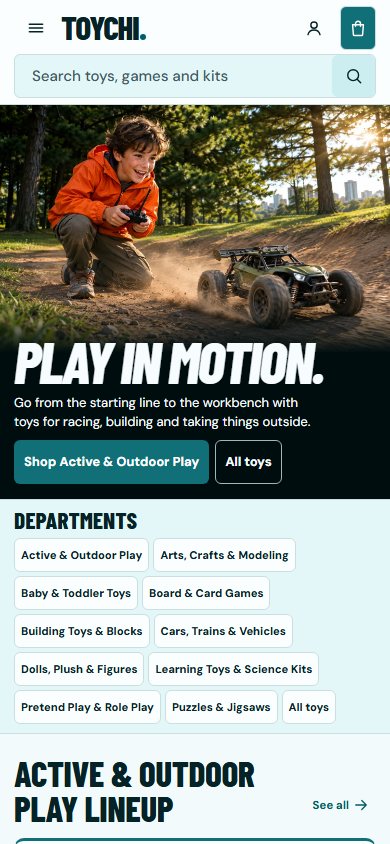 TOYCHI.
Search toys, games and kits
PLAY IN MOTION.
Go from the starting line to the workbench with
toys for racing, building and taking things outside.
Shop Active & Outdoor Play
All toys
DEPARTMENTS
Active & Outdoor Play
Arts, Crafts & Modeling
Baby & Toddler Toys
Board & Card Games
Building Toys & Blocks
Cars, Trains & Vehicles
Dolls, Plush & Figures
Learning Toys & Science Kits
Pretend Play & Role Play
Puzzles & Jigsaws
All toys
ACTIVE & OUTDOOR
PLAY LINEUP
See all